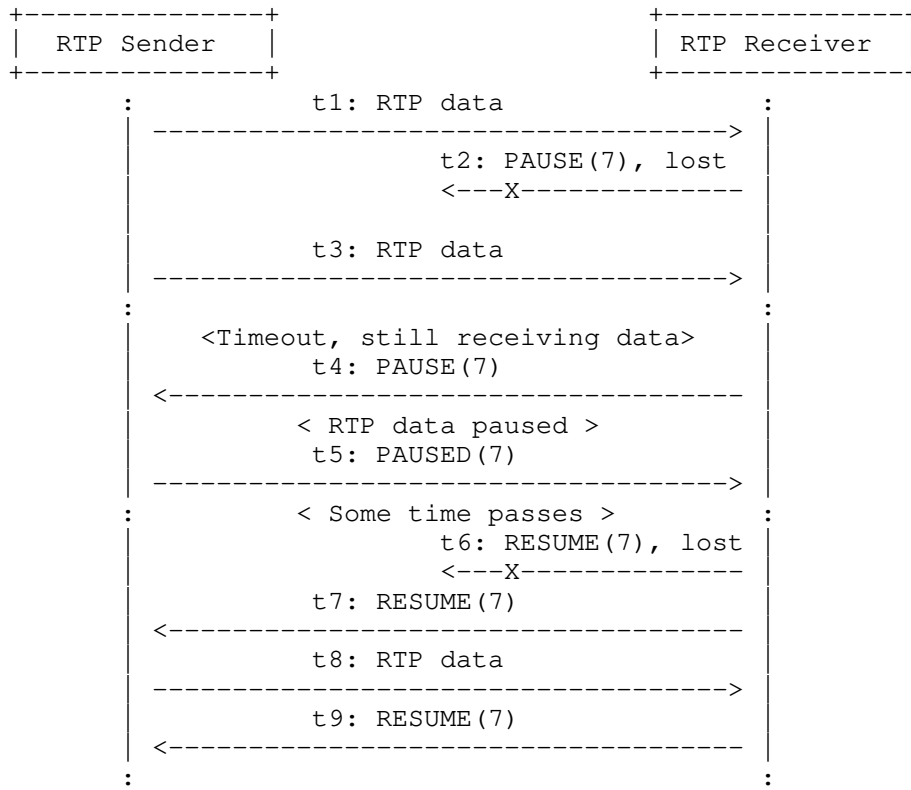 RTP Sender RTP Receiver
t1: RTP data
t2: PAUSE(7), lost
t3: RTP data
<Timeout, still receiving data>
t4: PAUSE(7)
< RTP data paused >
t5: PAUSED(7)
< Some time passes >
t6: RESUME(7), lost
t7: RESUME(7)
t8: RTP data
t9: RESUME(7)